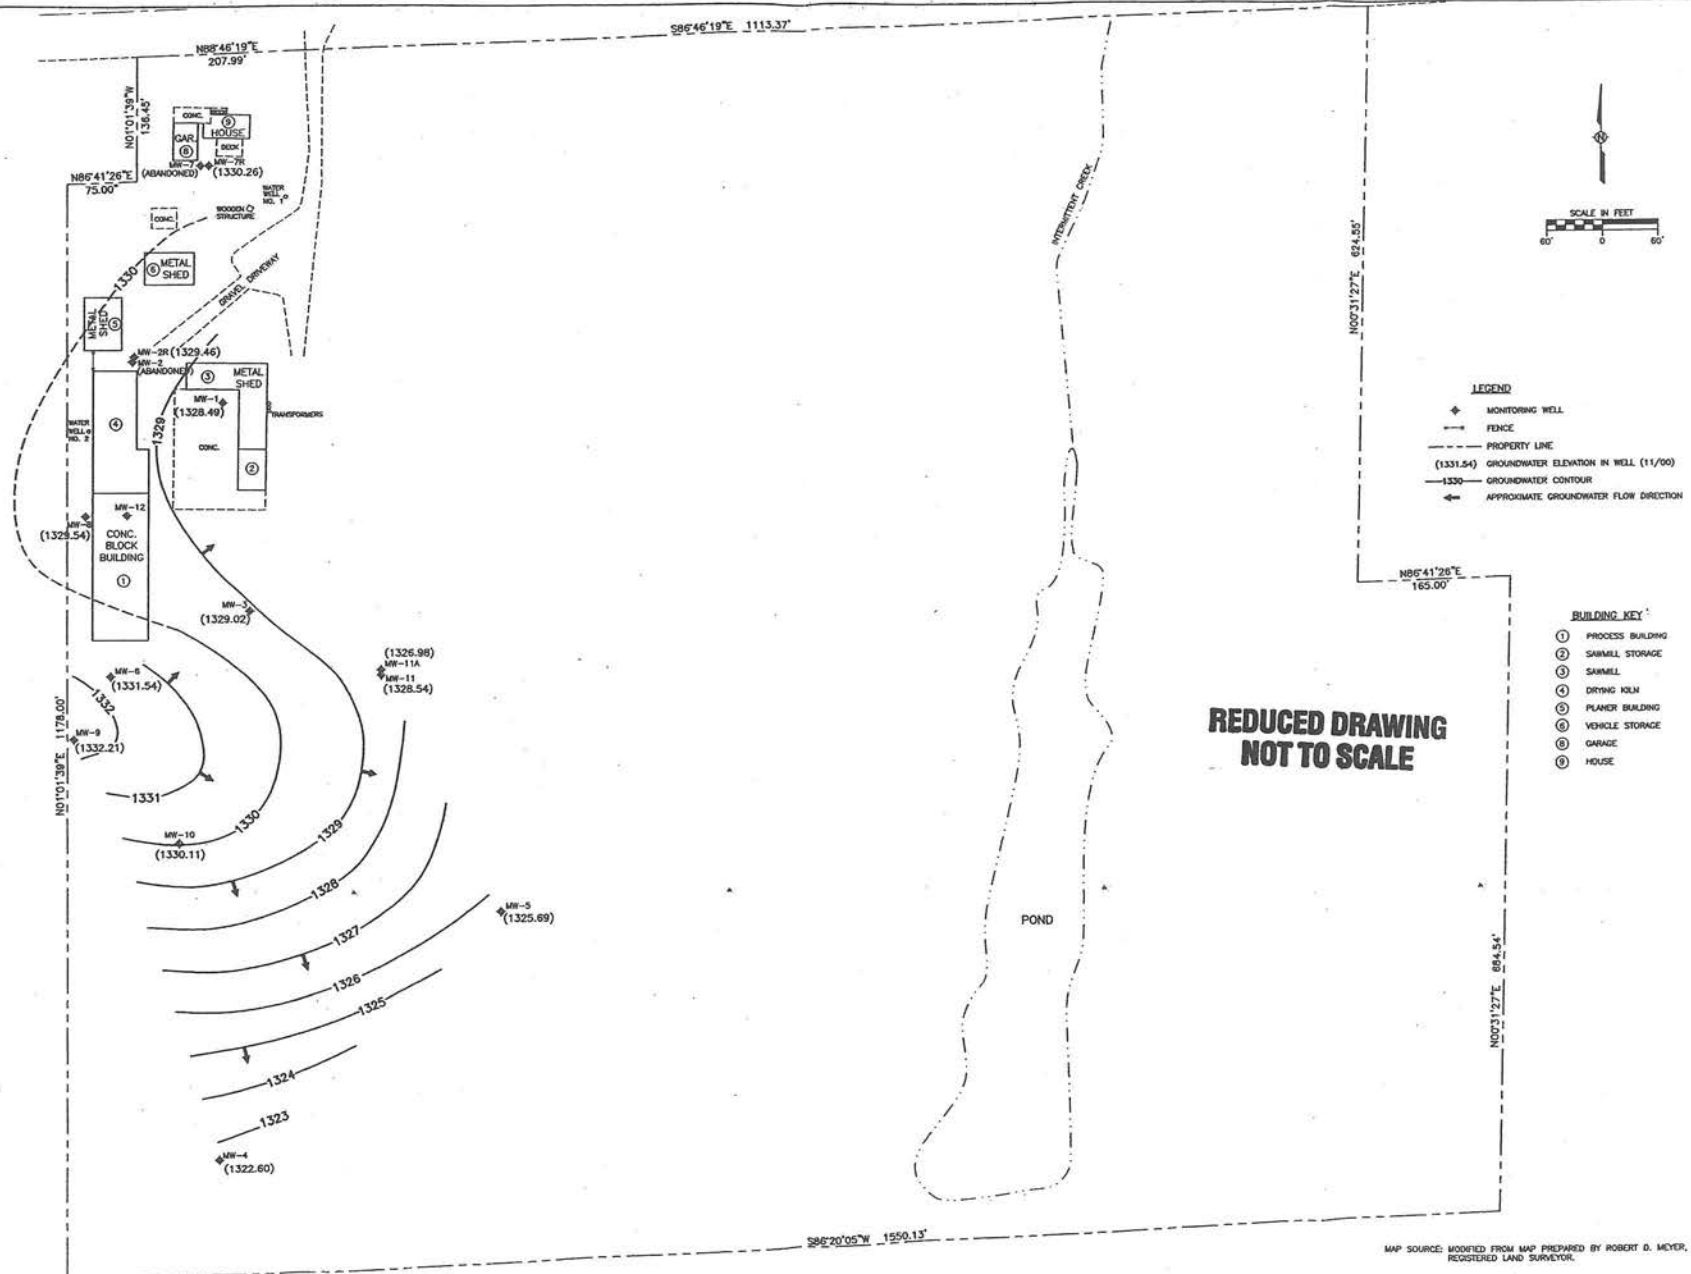 S86°46'19"E 1113.37'
N88°46'19"E
207.99'
N01°01'39"W
136.45'
CONC.
9
HOUSE
GAR.
8
DECK
MW-7
(ABANDONED)
MW-7R
(1330.26)
N86°41'26"E
75.00'
WATER
WELL
NO. 1
WOODEN
STRUCTURE
CONC.
6
METAL
SHED
1330
GRAVEL DRIVEWAY
METAL
SHED
5
MW-2R (1329.46)
MW-2
(ABANDONED)
3
METAL
SHED
MW-1
(1328.49)
TRANSFORMERS
1329
4
WATER
WELL
NO. 2
CONC.
2
MW-8
(1329.54)
MW-12
CONC.
BLOCK
BUILDING
1
MW-3
(1329.02)
(1326.98)
MW-11A
MW-11
(1328.54)
MW-6
(1331.54)
1332
MW-9
(1332.21)
N01°01'39"E 1178.00'
1331
1330
1329
MW-10
(1330.11)
1328
1327
1326
1325
1324
1323
MW-5
(1325.69)
MW-4
(1322.60)
INTERMITTENT CREEK
POND
N00°31'27"E 624.55'
N86°41'26"E
165.00'
N00°31'27"E 684.54'
S86°20'05"W 1550.13'
N
SCALE IN FEET
60' 0 60'
LEGEND
MONITORING WELL
FENCE
PROPERTY LINE
(1331.54) GROUNDWATER ELEVATION IN WELL (11/00)
1330 GROUNDWATER CONTOUR
APPROXIMATE GROUNDWATER FLOW DIRECTION
BUILDING KEY
1 PROCESS BUILDING
2 SAWMILL STORAGE
3 SAWMILL
4 DRYING KILN
5 PLANER BUILDING
6 VEHICLE STORAGE
8 GARAGE
9 HOUSE
REDUCED DRAWING
NOT TO SCALE
MAP SOURCE: MODIFIED FROM MAP PREPARED BY ROBERT D. MEYER,
REGISTERED LAND SURVEYOR.